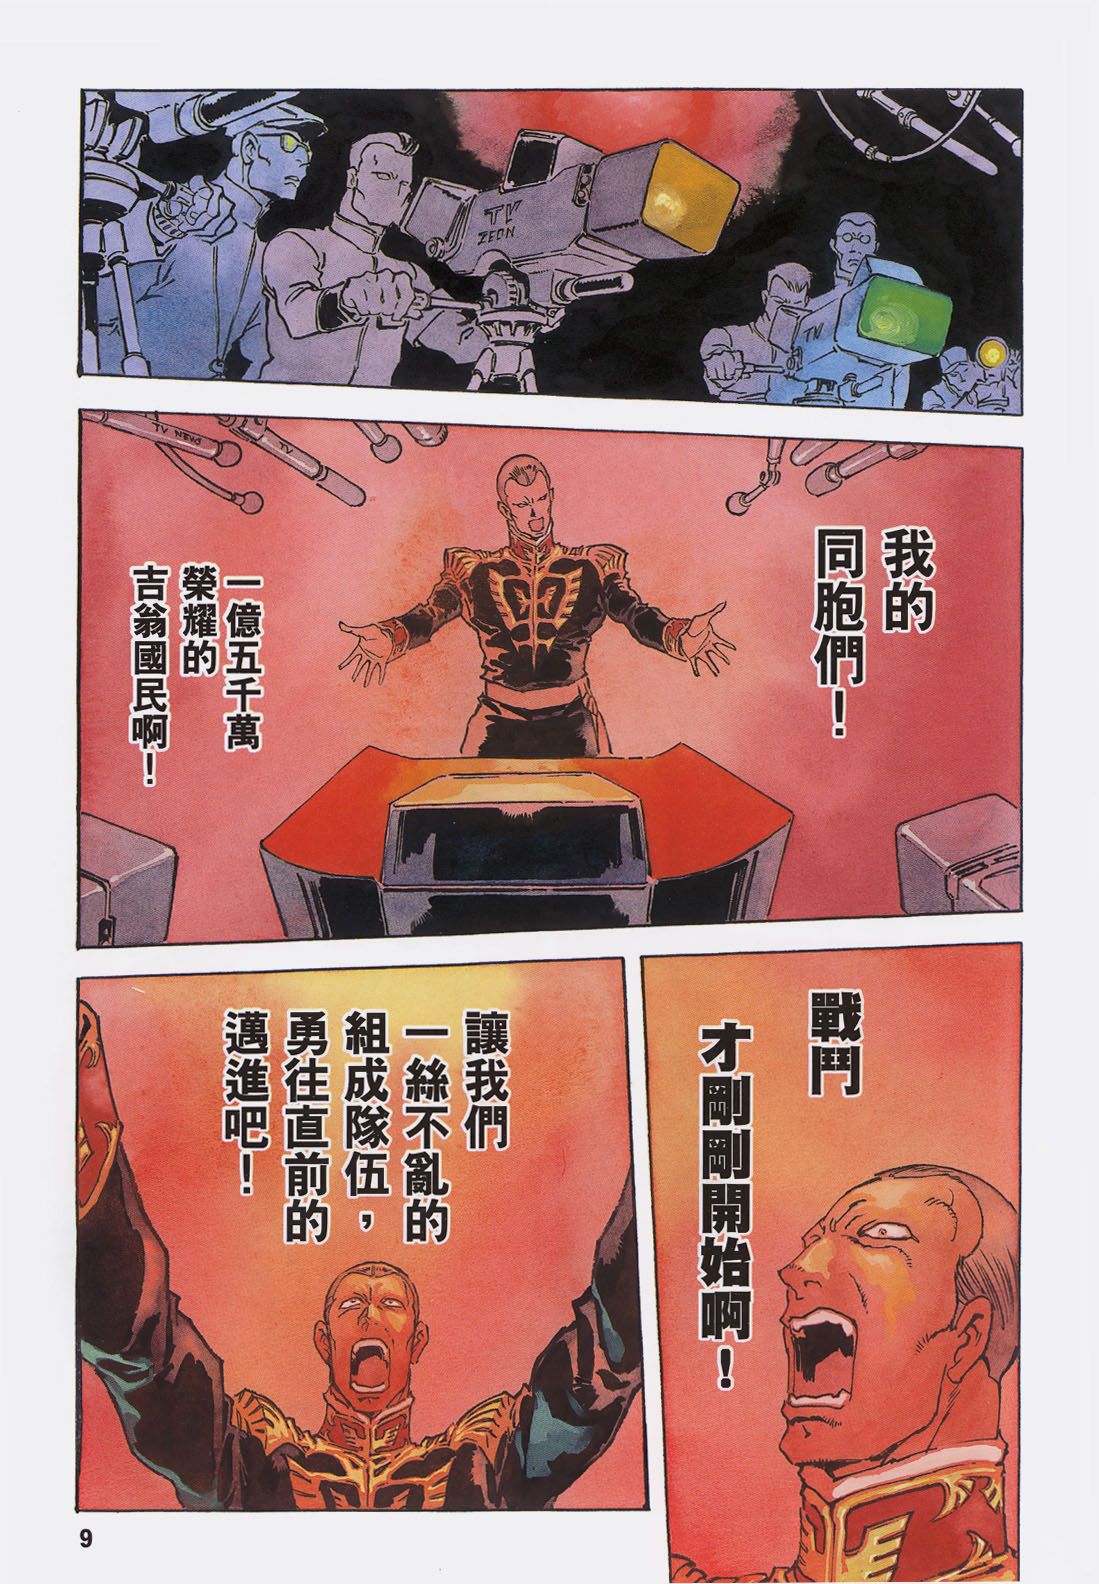 TV
ZEON
TV
TV NEWS
TV
我的
同胞們！
一億五千萬
榮耀的
吉翁國民啊！
戰鬥
才剛剛開始啊！
讓我們
一絲不亂的
組成隊伍，
勇往直前的
邁進吧！
9